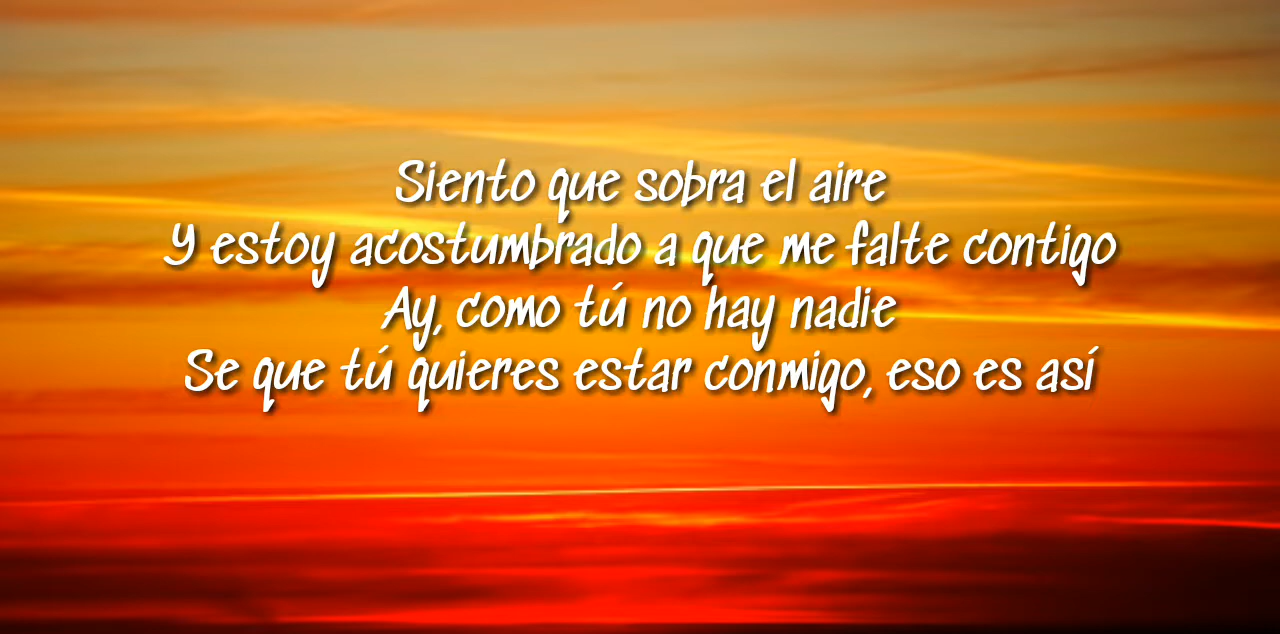 Siento que sobra el aire
Y estoy acostumbrado a que me falte contigo
Ay, como tú no hay nadie
Se que tú quieres estar conmigo, eso es así